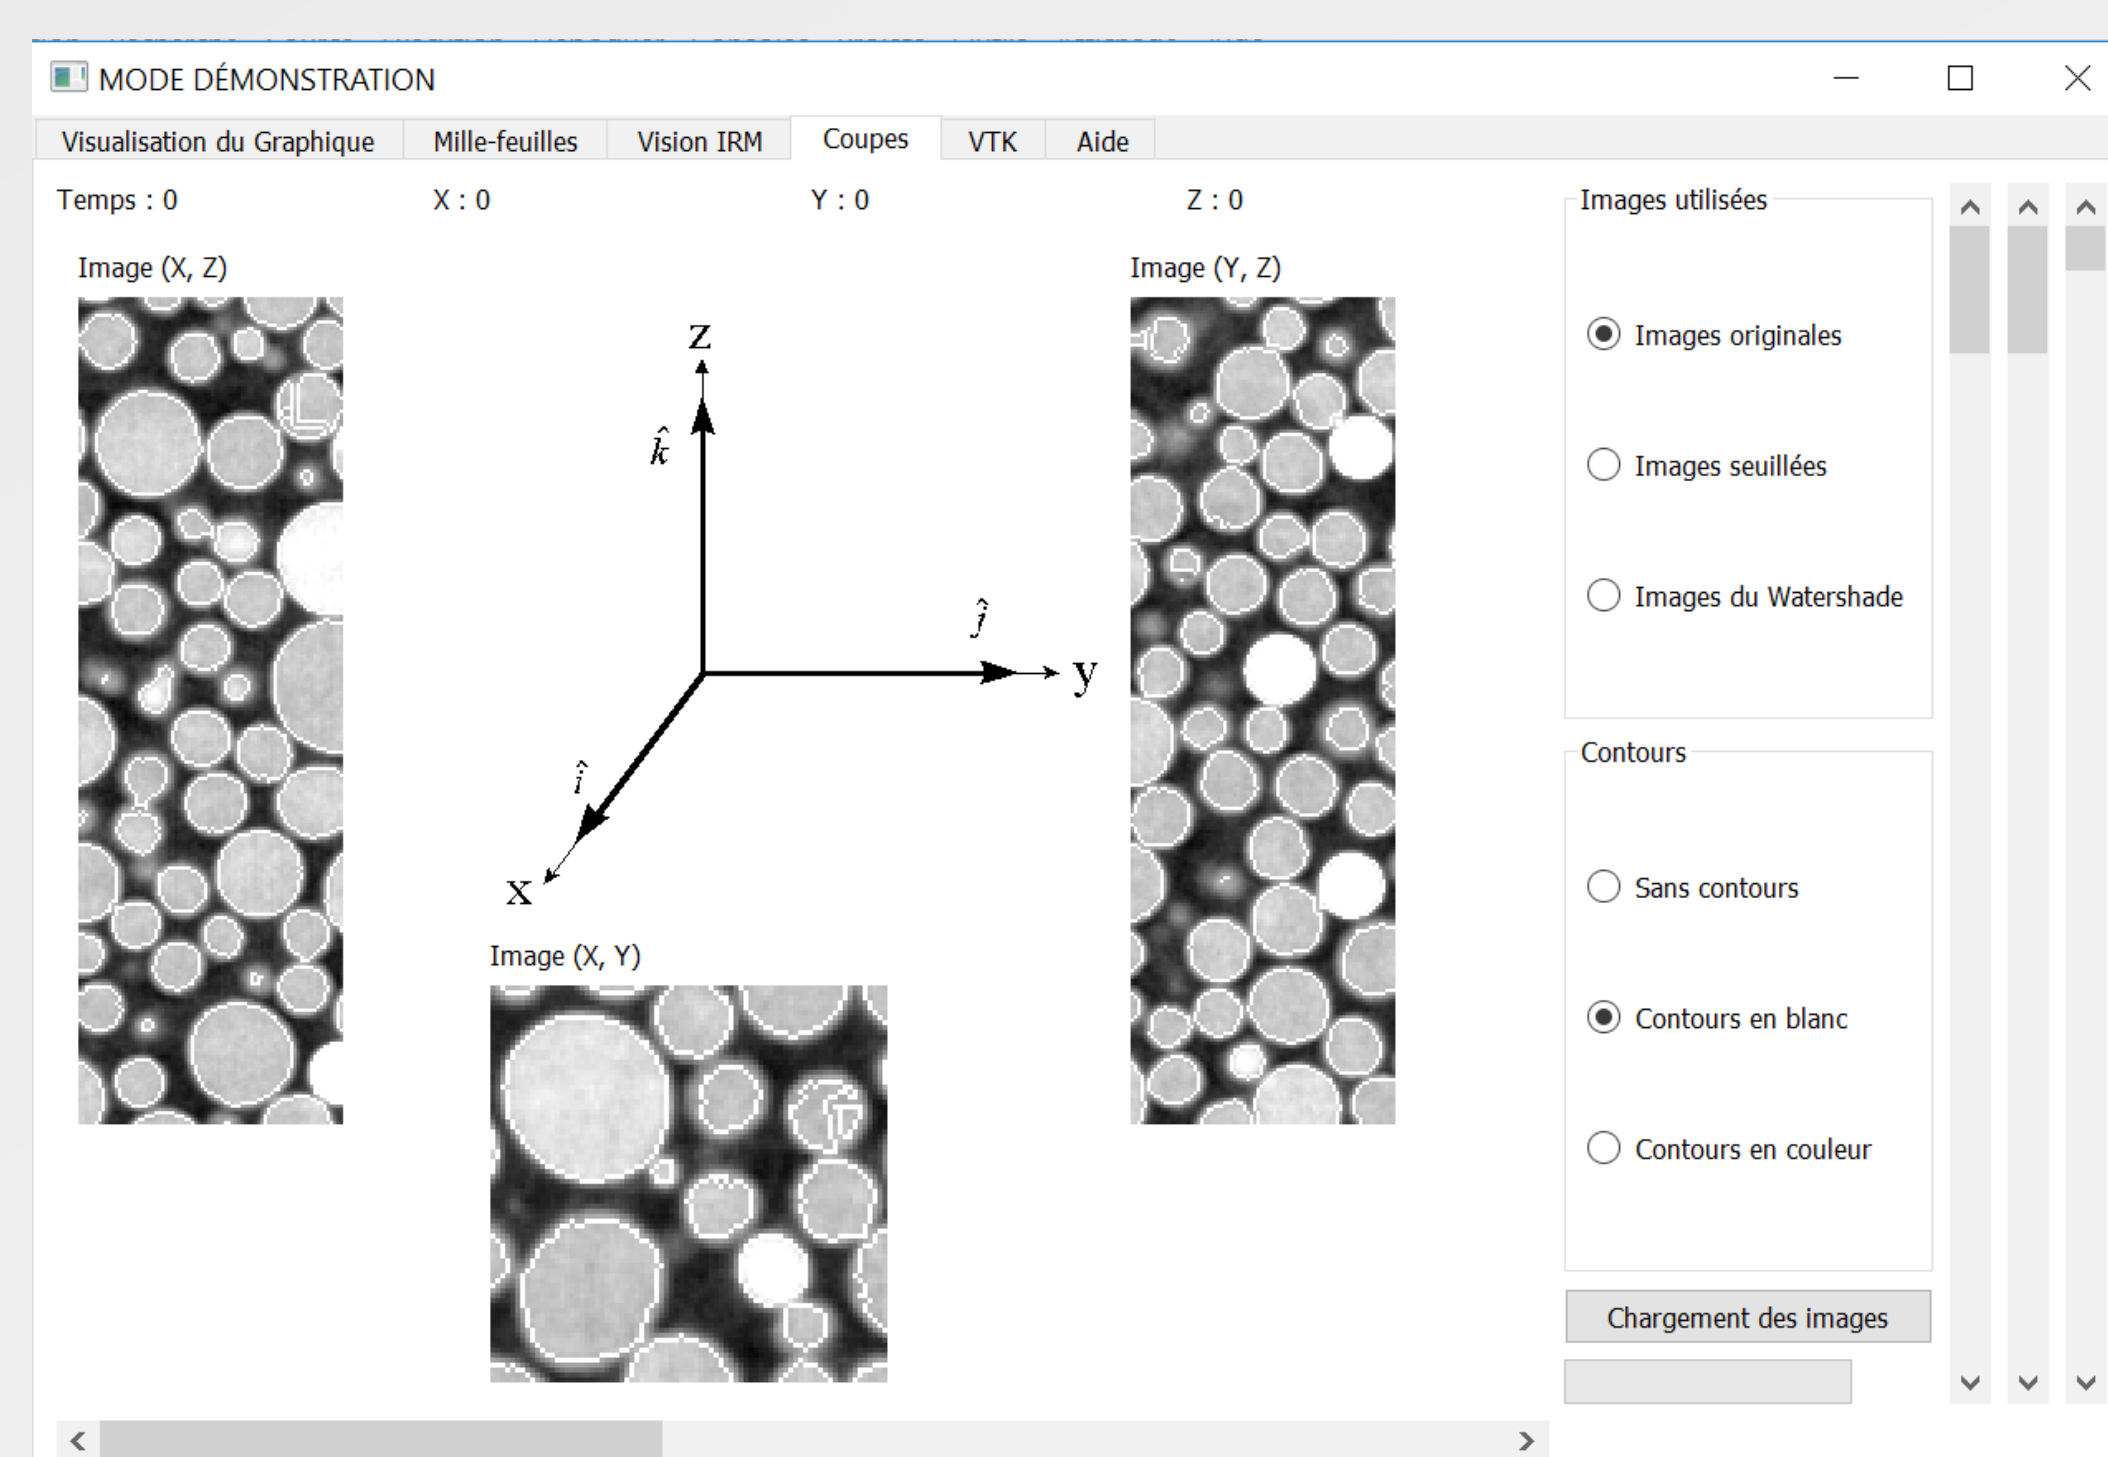 MODE DÉMONSTRATION
Visualisation du Graphique Mille-feuilles Vision IRM Coupes VTK Aide
Temps : 0 X : 0 Y : 0 Z : 0
Image (X, Z)
z
k̂
ĵ
y
î
x
Image (X, Y)
Image (Y, Z)
Images utilisées
Images originales
Images seuillées
Images du Watershade
Contours
Sans contours
Contours en blanc
Contours en couleur
Chargement des images